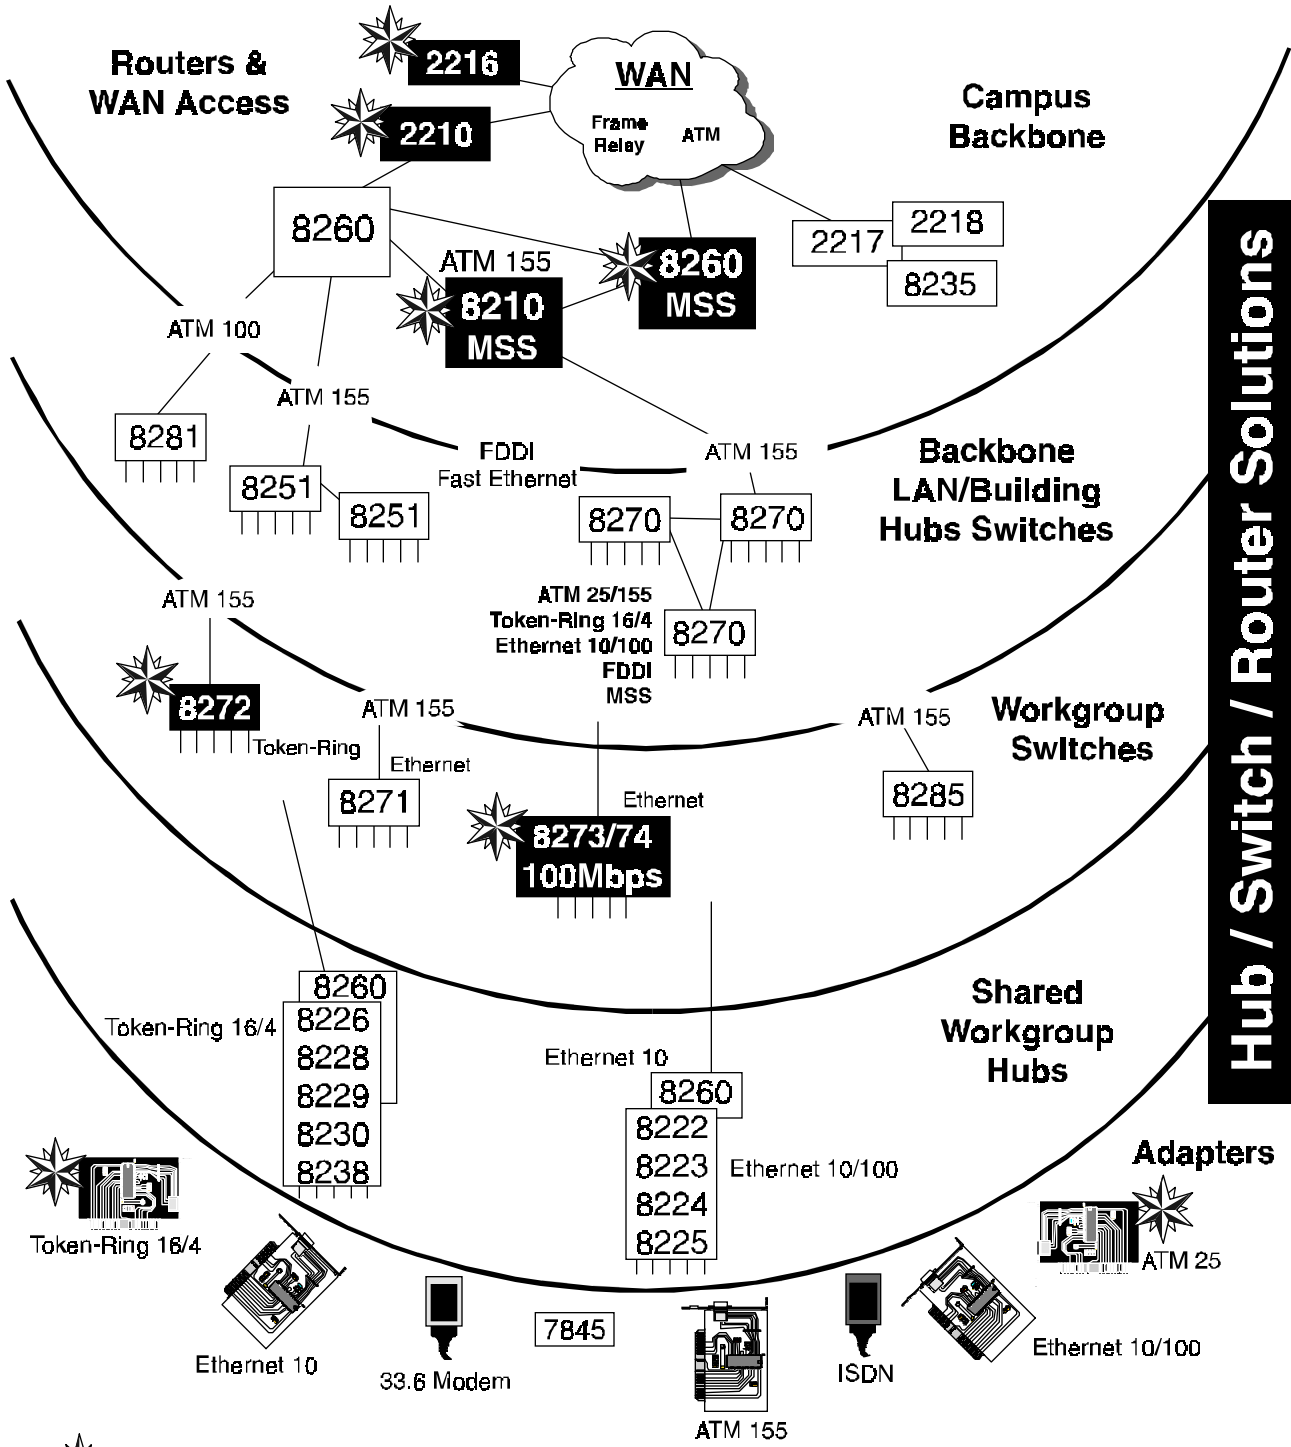 Routers &
WAN Access
2216
2210
WAN
Frame
Relay
ATM
Campus
Backbone
8260
ATM 155
8210
MSS
8260
MSS
2217
2218
8235
ATM 100
ATM 155
8281
8251
8251
FDDI
Fast Ethernet
ATM 155
8270
8270
Backbone
LAN/Building
Hubs Switches
ATM 25/155
Token-Ring 16/4
Ethernet 10/100
FDDI
MSS
8270
ATM 155
8272
Token-Ring
ATM 155
Ethernet
8271
Ethernet
8273/74
100Mbps
ATM 155
8285
Workgroup
Switches
8260
Token-Ring 16/4
8226
8228
8229
8230
8238
Ethernet 10
8260
8222
8223
8224
8225
Ethernet 10/100
Shared
Workgroup
Hubs
Hub / Switch / Router Solutions
Adapters
Token-Ring 16/4
Ethernet 10
33.6 Modem
7845
ATM 155
ISDN
Ethernet 10/100
ATM 25